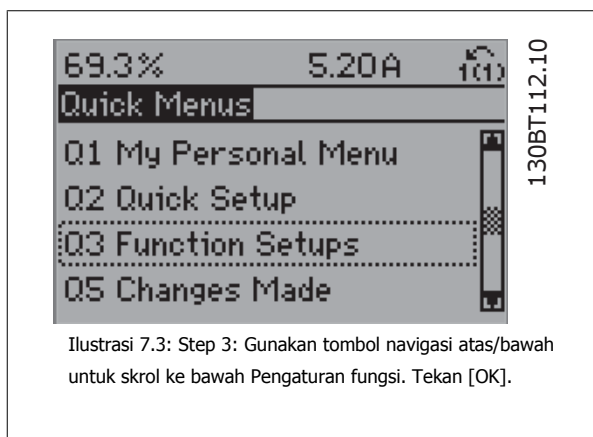 69.3% 5.20A 1(1)
Quick Menus
Q1 My Personal Menu
Q2 Quick Setup
Q3 Function Setups
Q5 Changes Made
130BT112.10
Ilustrasi 7.3: Step 3: Gunakan tombol navigasi atas/bawah
untuk skrol ke bawah Pengaturan fungsi. Tekan [OK].